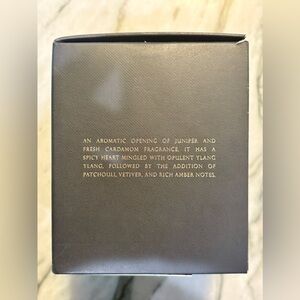 AN AROMATIC OPENING OF JUNIPER AND
FRESH CARDAMOM FRAGRANCE. IT HAS A
SPICY HEART MINGLED WITH OPULENT YLANG
YLANG, FOLLOWED BY THE ADDITION OF
PATCHOULI, VETIVER, AND RICH AMBER NOTES.